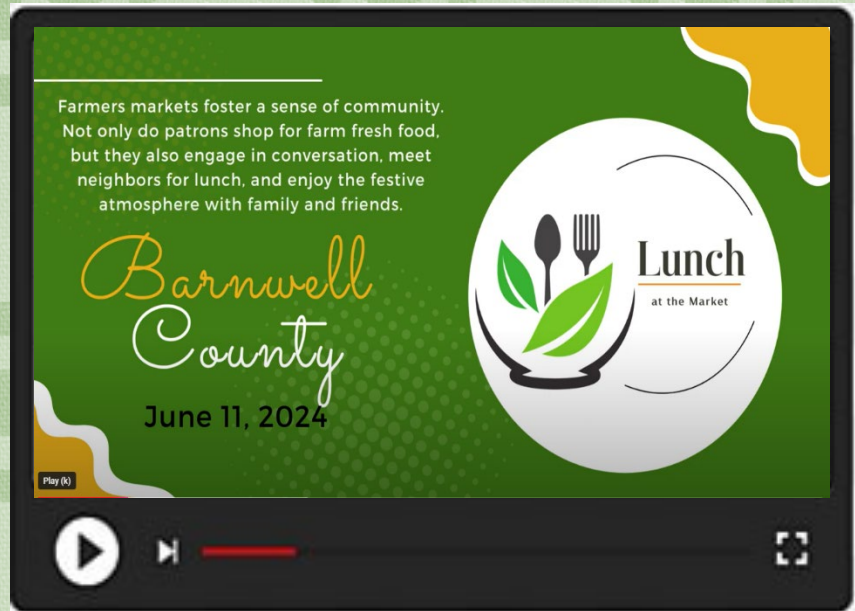 Farmers markets foster a sense of community.
Not only do patrons shop for farm fresh food,
but they also engage in conversation, meet
neighbors for lunch, and enjoy the festive
atmosphere with family and friends.
Barnwell
County
June 11, 2024
Lunch
at the Market
Play (k)